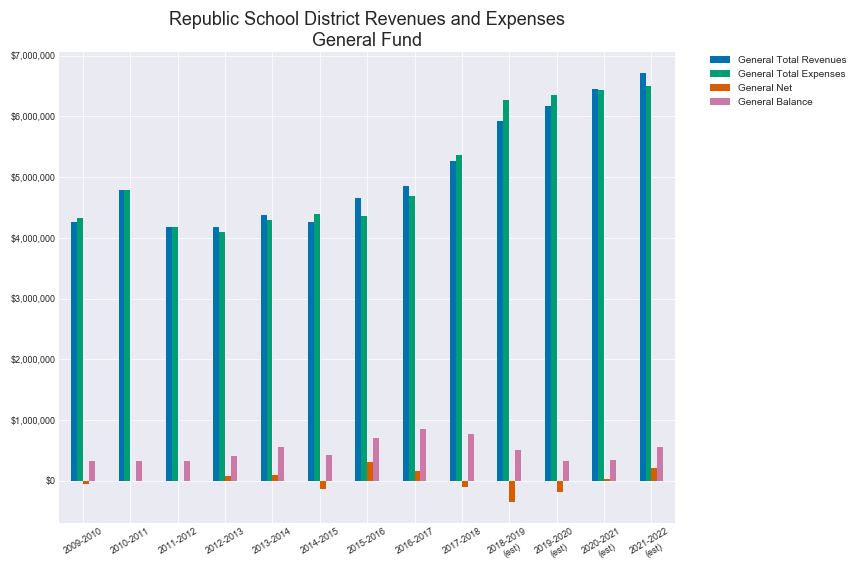 Republic School District Revenues and Expenses
General Fund
General Total Revenues
General Total Expenses
General Net
General Balance
$7,000,000
$6,000,000
$5,000,000
$4,000,000
$3,000,000
$2,000,000
$1,000,000
$0
2009-2010
2010-2011
2011-2012
2012-2013
2013-2014
2014-2015
2015-2016
2016-2017
2017-2018
2018-2019
(est)
2019-2020
(est)
2020-2021
(est)
2021-2022
(est)